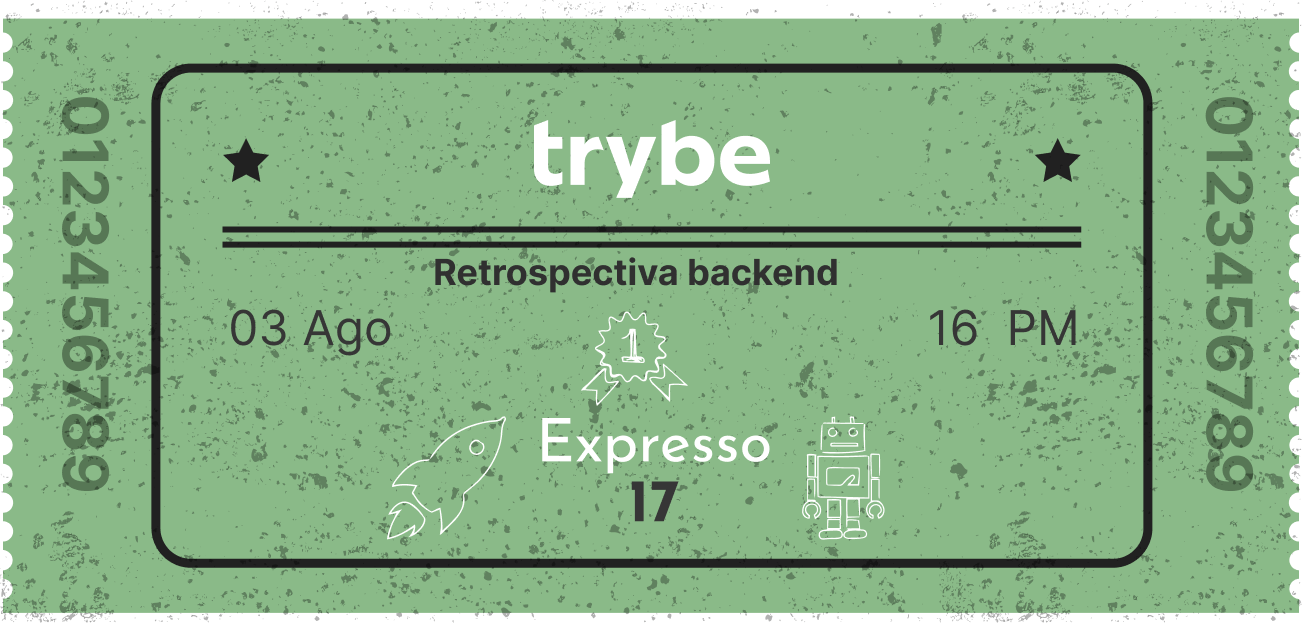 0123456789
trybe
Retrospectiva backend
03 Ago
16 PM
1
Expresso
17
0123456789